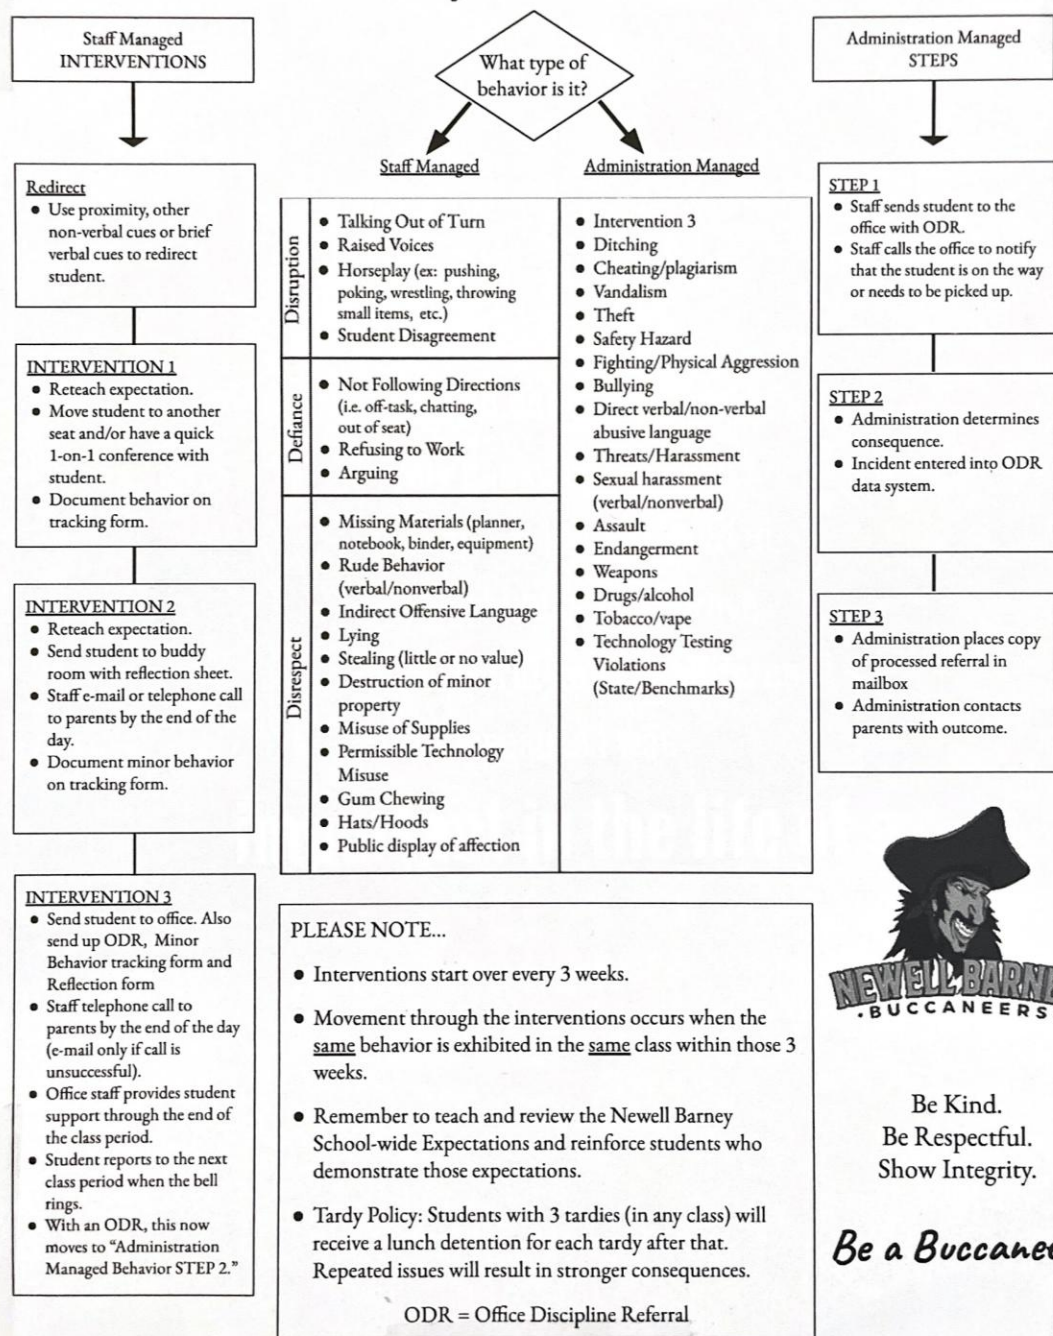 Staff Managed
INTERVENTIONS
Redirect
● Use proximity, other
non-verbal cues or brief
verbal cues to redirect
student.
INTERVENTION 1
● Reteach expectation.
● Move student to another
seat and/or have a quick
1-on-1 conference with
student.
● Document behavior on
tracking form.
INTERVENTION 2
● Reteach expectation.
● Send student to buddy
room with reflection sheet.
● Staff e-mail or telephone call
to parents by the end of the
day.
● Document minor behavior
on tracking form.
INTERVENTION 3
● Send student to office. Also
send up ODR, Minor
Behavior tracking form and
Reflection form
● Staff telephone call to
parents by the end of the day
(e-mail only if call is
unsuccessful).
● Office staff provides student
support through the end of
the class period.
● Student reports to the next
class period when the bell
rings.
● With an ODR, this now
moves to “Administration
Managed Behavior STEP 2.”
What type of
behavior is it?
Staff Managed
Disruption
● Talking Out of Turn
● Raised Voices
● Horseplay (ex: pushing,
poking, wrestling, throwing
small items, etc.)
● Student Disagreement
Defiance
● Not Following Directions
(i.e. off-task, chatting,
out of seat)
● Refusing to Work
● Arguing
Disrespect
● Missing Materials (planner,
notebook, binder, equipment)
● Rude Behavior
(verbal/nonverbal)
● Indirect Offensive Language
● Lying
● Stealing (little or no value)
● Destruction of minor
property
● Misuse of Supplies
● Permissible Technology
Misuse
● Gum Chewing
● Hats/Hoods
● Public display of affection
Administration Managed
● Intervention 3
● Ditching
● Cheating/plagiarism
● Vandalism
● Theft
● Safety Hazard
● Fighting/Physical Aggression
● Bullying
● Direct verbal/non-verbal
abusive language
● Threats/Harassment
● Sexual harassment
(verbal/nonverbal)
● Assault
● Endangerment
● Weapons
● Drugs/alcohol
● Tobacco/vape
● Technology Testing
Violations
(State/Benchmarks)
PLEASE NOTE...
● Interventions start over every 3 weeks.
● Movement through the interventions occurs when the
same behavior is exhibited in the same class within those 3
weeks.
● Remember to teach and review the Newell Barney
School-wide Expectations and reinforce students who
demonstrate those expectations.
● Tardy Policy: Students with 3 tardies (in any class) will
receive a lunch detention for each tardy after that.
Repeated issues will result in stronger consequences.
ODR = Office Discipline Referral
Administration Managed
STEPS
STEP 1
● Staff sends student to the
office with ODR.
● Staff calls the office to notify
that the student is on the way
or needs to be picked up.
STEP 2
● Administration determines
consequence.
● Incident entered into ODR
data system.
STEP 3
● Administration places copy
of processed referral in
mailbox
● Administration contacts
parents with outcome.
NEWELL BARNE
BUCCANEERS
Be Kind.
Be Respectful.
Show Integrity.
Be a Buccanee